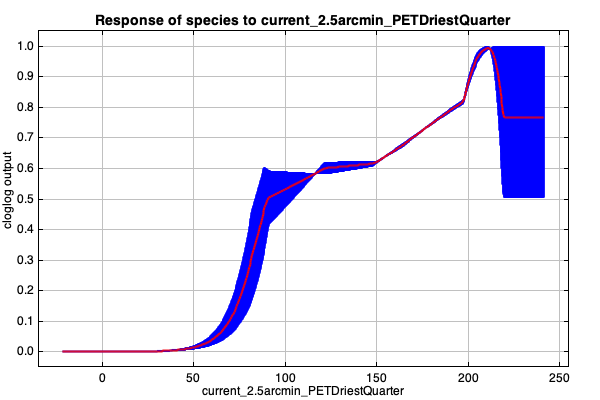 Response of species to current_2.5arcmin_PETDriestQuarter
cloglog output
1.0
0.9
0.8
0.7
0.6
0.5
0.4
0.3
0.2
0.1
0.0
0 50 100 150 200 250
current_2.5arcmin_PETDriestQuarter